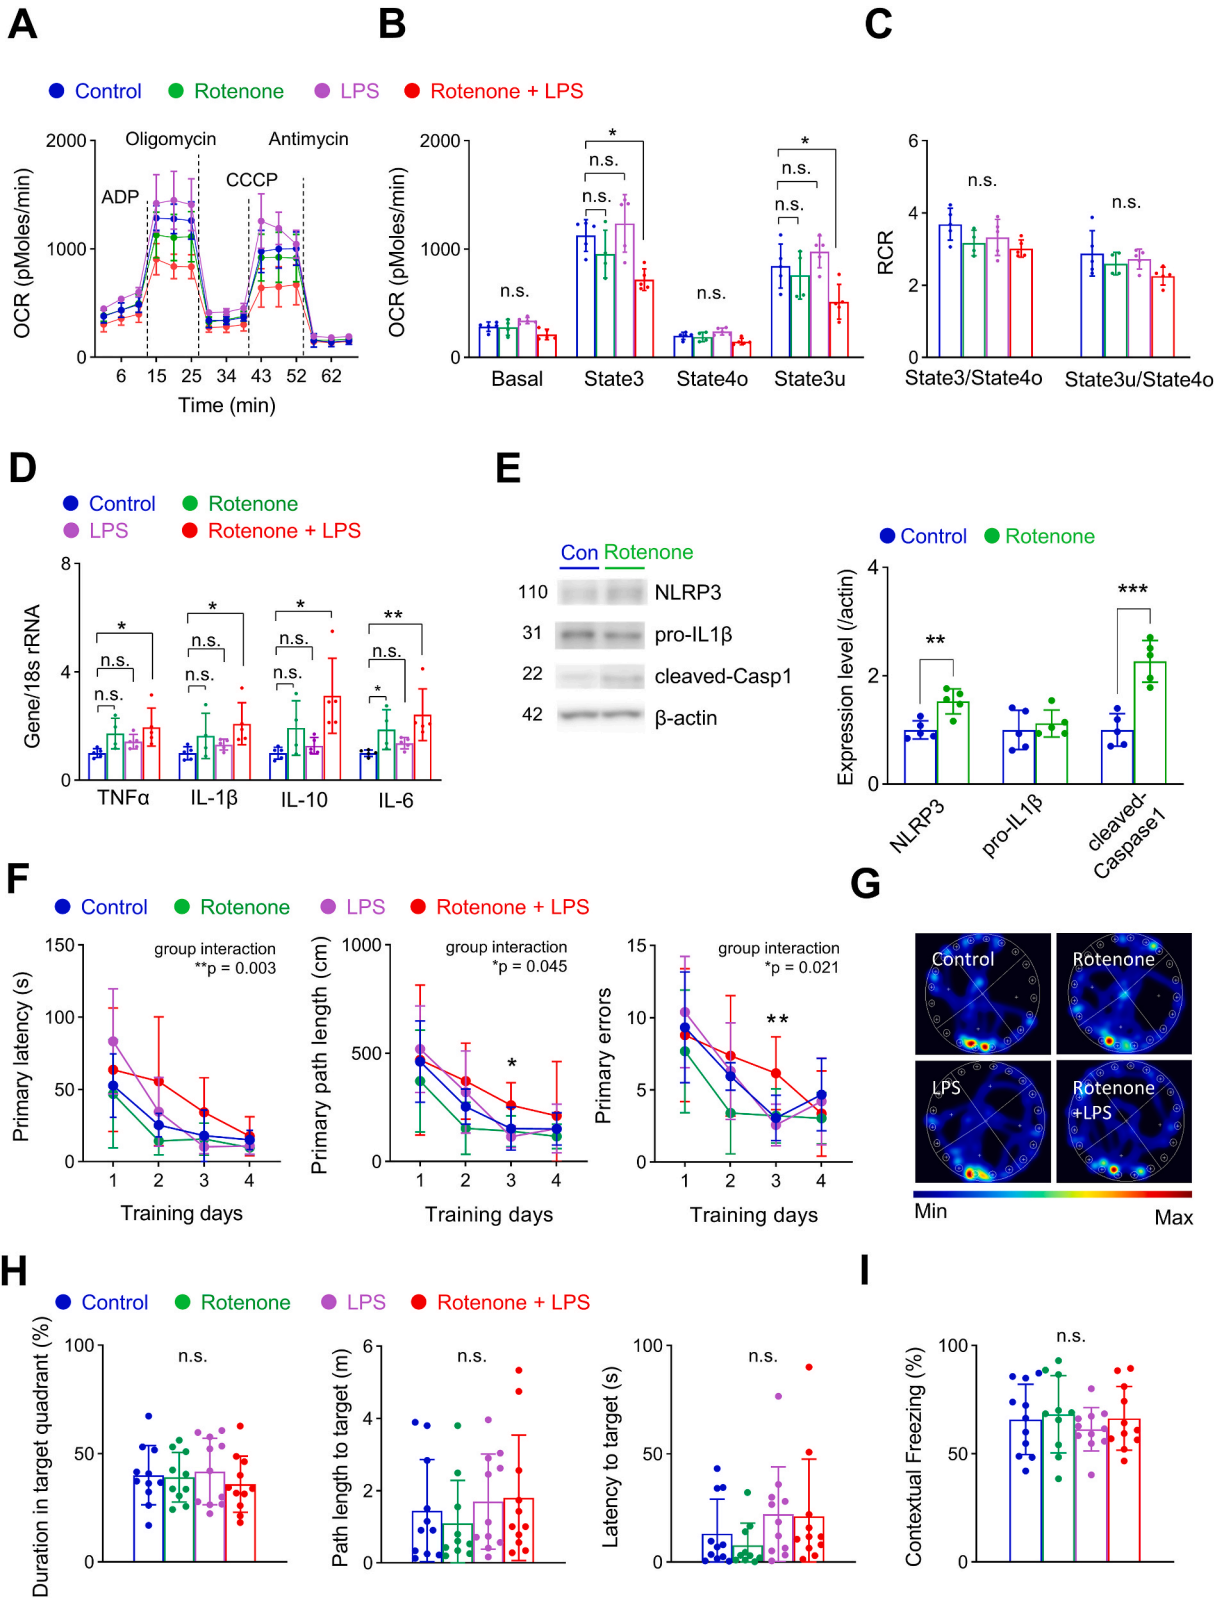 A
B
C
Control Rotenone LPS Rotenone + LPS
Oligomycin
Antimycin
ADP
CCCP
2000
1000
0
OCR (pMoles/min)
6 15 25 34 43 52 62
Time (min)
2000
1000
0
OCR (pMoles/min)
n.s.
n.s.
n.s.
*
n.s.
n.s.
n.s.
*
Basal State3 State4o State3u
6
4
2
0
RCR
n.s.
n.s.
State3/State4o State3u/State4o
D
Control Rotenone
LPS Rotenone + LPS
8
4
0
Gene/18s rRNA
n.s.
n.s.
*
n.s.
n.s.
*
n.s.
n.s.
*
*
n.s.
**
TNFα IL-1β IL-10 IL-6
E
Con Rotenone
110 NLRP3
31 pro-IL1β
22 cleaved-Casp1
42 β-actin
Control Rotenone
4
2
0
Expression level (/actin)
**
***
NLRP3
pro-IL1β
cleaved-
Caspase1
F
Control Rotenone LPS Rotenone + LPS
150
100
50
0
Primary latency (s)
group interaction
**p = 0.003
1 2 3 4
Training days
1000
500
0
Primary path length (cm)
group interaction
*p = 0.045
*
1 2 3 4
Training days
15
10
5
0
Primary errors
group interaction
*p = 0.021
**
1 2 3 4
Training days
G
Control
Rotenone
LPS
Rotenone
+LPS
Min
Max
H
Control Rotenone LPS Rotenone + LPS
100
50
0
Duration in target quadrant (%)
n.s.
6
4
2
0
Path length to target (m)
n.s.
100
50
0
Latency to target (s)
n.s.
I
100
50
0
Contextual Freezing (%)
n.s.